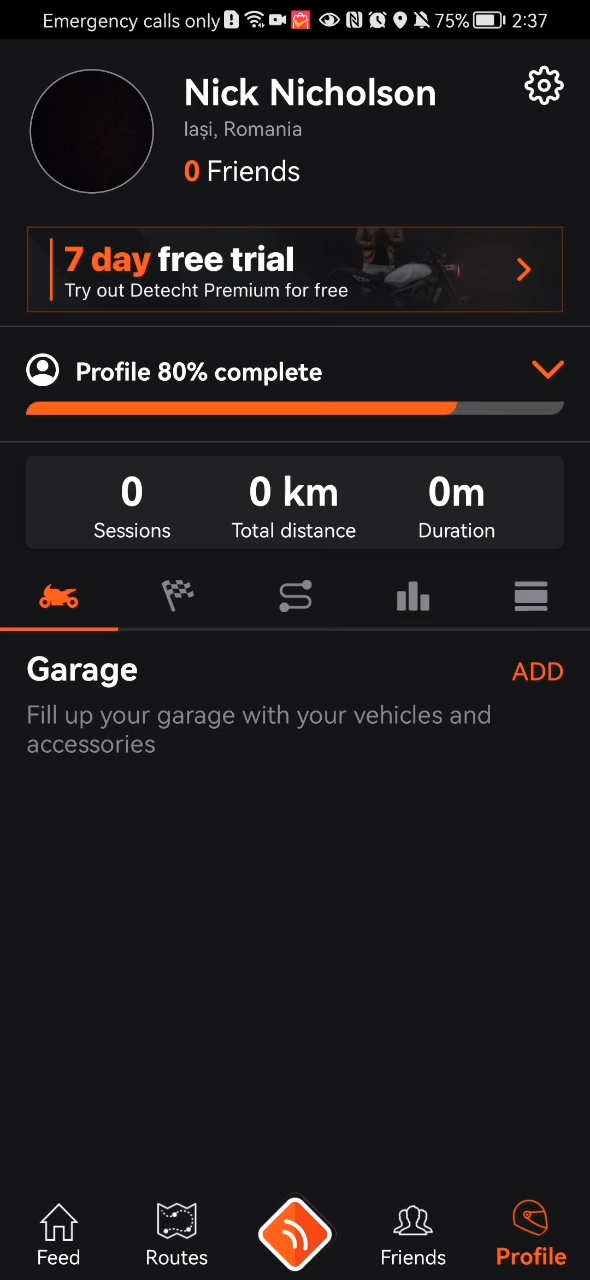 Emergency calls only 75% 2:37
Nick Nicholson
Iași, Romania
0 Friends
7 day free trial
Try out Detecht Premium for free
Profile 80% complete
0 0 km 0m
Sessions Total distance Duration
Garage ADD
Fill up your garage with your vehicles and
accessories
Feed Routes Friends Profile